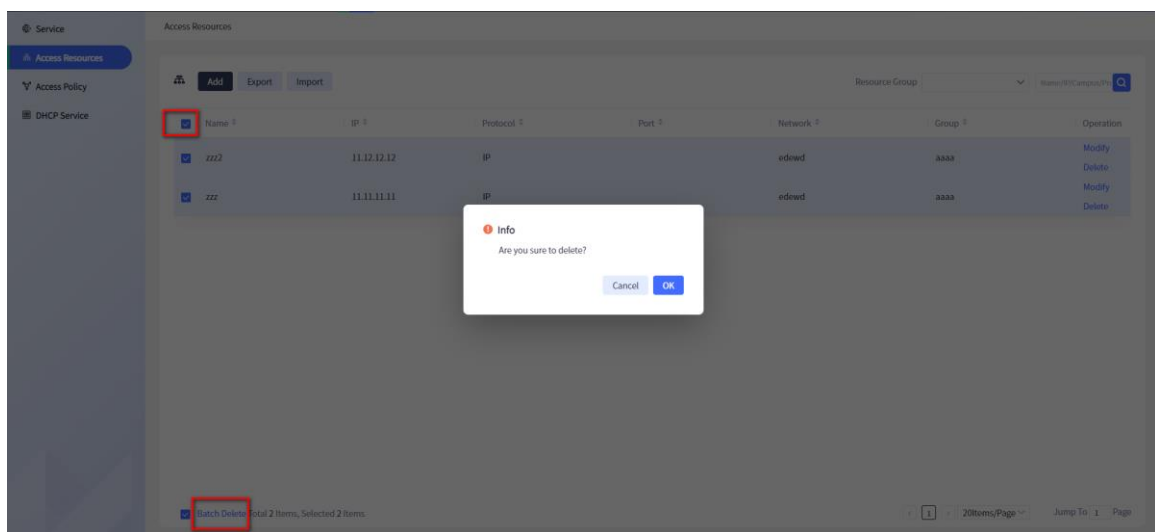 Service
Access Resources
Access Policy
DHCP Service
Access Resources
Add Export Import Resource Group
Name Protocol Port Network Group Operation
IP
zzz2 11.12.12.12 IP edewd aaaa Modify
Delete
zzz 11.11.11.11 IP edewd aaaa Modify
Delete
Info
Are you sure to delete?
Cancel OK
Batch Delete Total 2 Items, Selected 2 Items 1 20Items/Page Jump To 1 Page